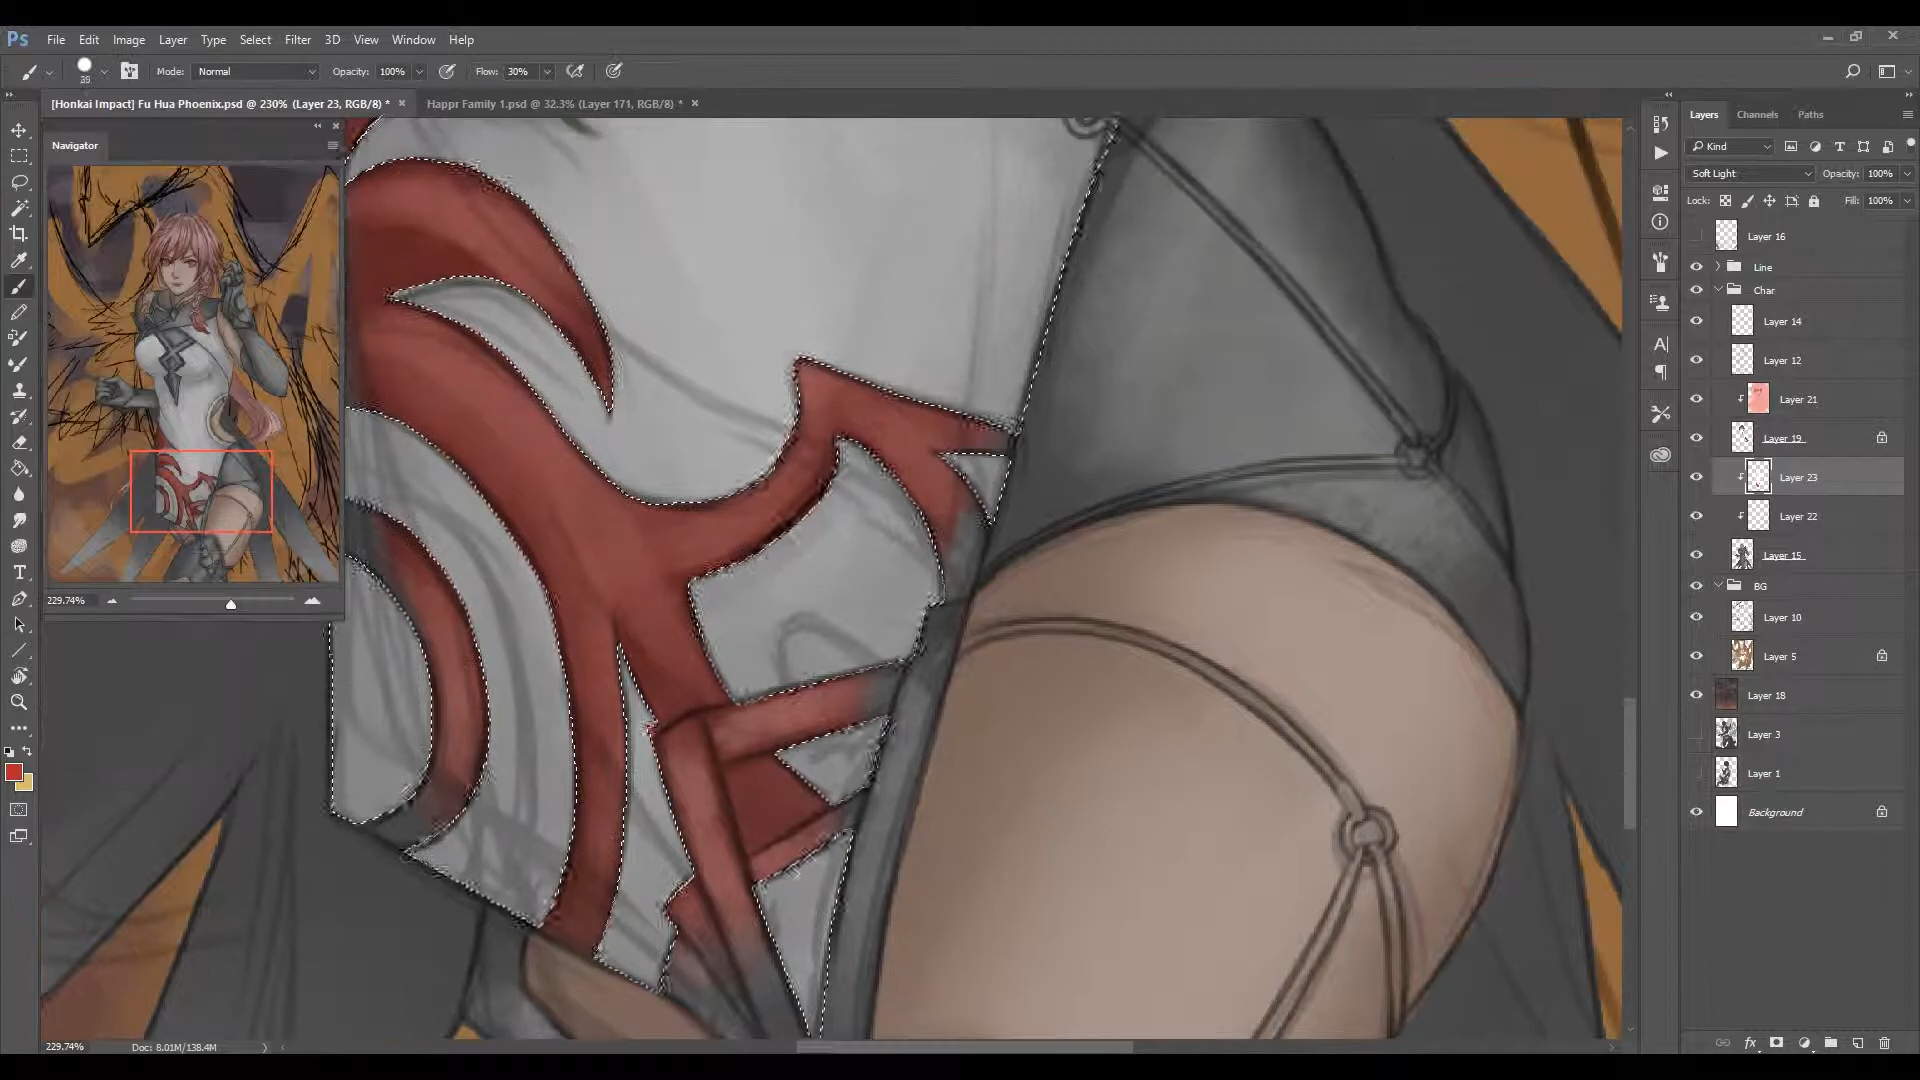 Ps File Edit Image Layer Type Select Filter 3D View Window Help
39 Mode: Normal Opacity: 100% Flow: 30%
[Honkai Impact] Fu Hua Phoenix.psd @ 230% (Layer 23, RGB/8) * × Happr Family 1.psd @ 32.3% (Layer 171, RGB/8) * ×
Navigator
229.74%
Layers Channels Paths
Kind
Soft Light Opacity: 100%
Lock: Fill: 100%
Layer 16
Line
Char
Layer 14
Layer 12
Layer 21
Layer 19
Layer 23
Layer 22
Layer 15
BG
Layer 10
Layer 5
Layer 18
Layer 3
Layer 1
Background
229.74% Doc: 8.01M/138.4M